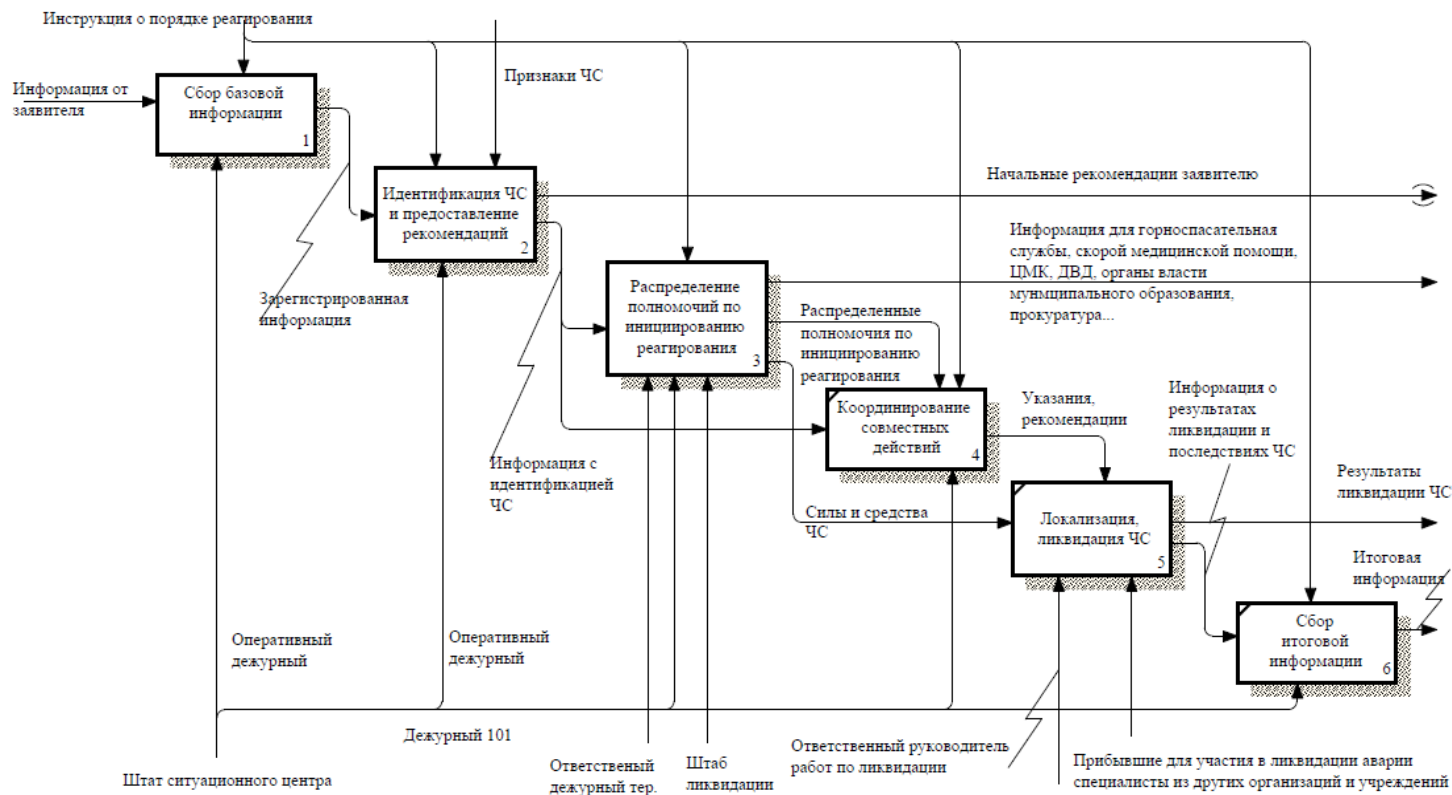 Инструкция о порядке реагирования
Признаки ЧС
Информация от
заявителя
Сбор базовой
информации
1
Идентификация ЧС
и предоставление
рекомендаций
2
Начальные рекомендации заявителю
Информация для горноспасательная
службы, скорой медицинской помощи,
ЦМК, ДВД, органы власти
мунмципального образования,
прокуратура...
Зарегистрированная
информация
Распределение
полномочий по
инициированию
реагирования
3
Распределенные
полномочия по
инициированию
реагирования
Координирование
совместных
действий
4
Указания,
рекомендации
Информация о
результатах
ликвидации и
последствиях ЧС
Информация с
идентификацией
ЧС
Силы и средства
ЧС
Локализация,
ликвидация ЧС
5
Результаты
ликвидации ЧС
Итоговая
информация
Сбор
итоговой
информации
6
Оперативный
дежурный
Оперативный
дежурный
Дежурный 101
Штат ситуационного центра
Ответственый
дежурный тер.
Штаб
ликвидации
Ответственный руководитель
работ по ликвидации
Прибывшие для участия в ликвидации аварии
специалисты из других организаций и учреждений